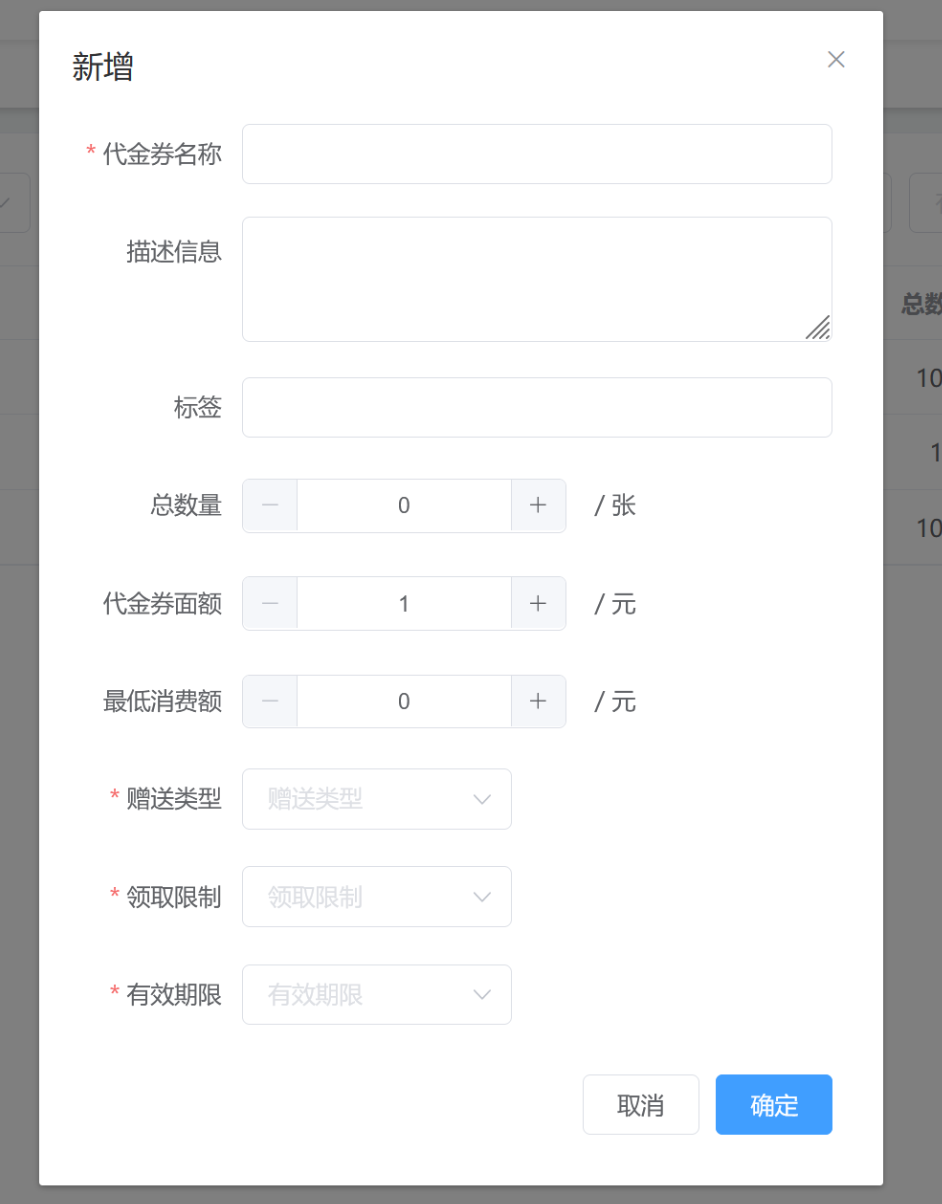 新增
* 代金券名称
描述信息
标签
总数量 0 / 张
代金券面额 1 / 元
最低消费额 0 / 元
* 赠送类型 赠送类型
* 领取限制 领取限制
* 有效期限 有效期限
取消 确定
总数
10
1
10